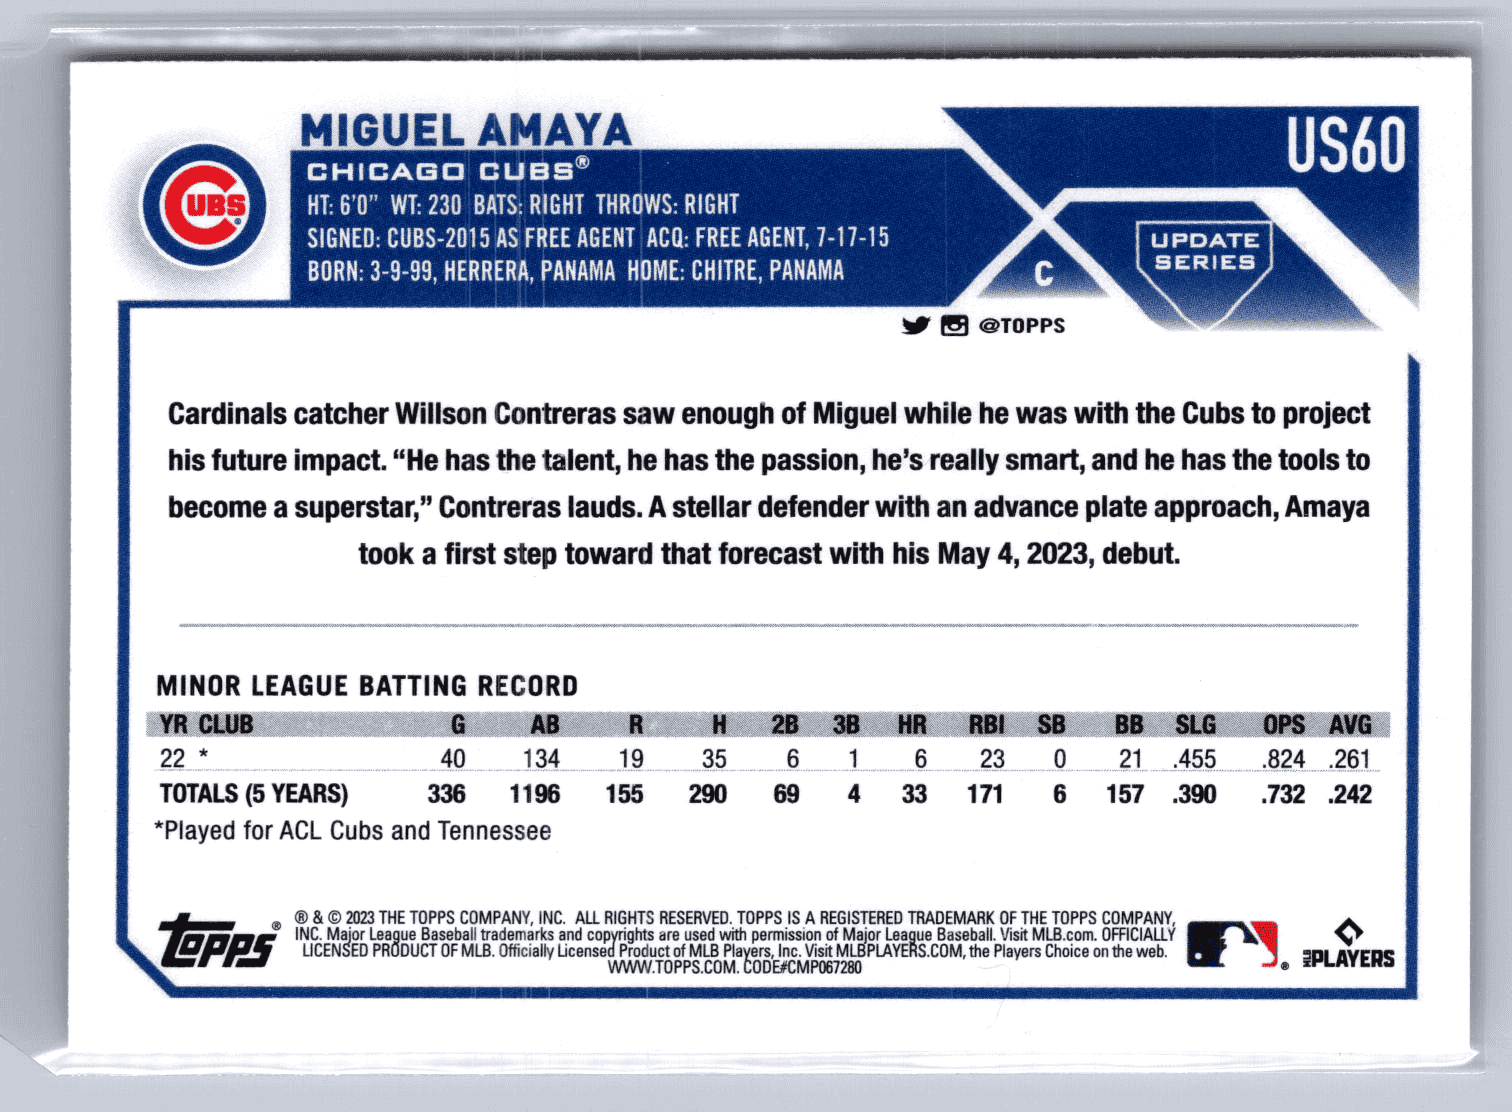 MIGUEL AMAYA
US60
CUBS®
CHICAGO CUBS®
HT: 6'0" WT: 230 BATS: RIGHT THROWS: RIGHT
SIGNED: CUBS-2015 AS FREE AGENT ACQ: FREE AGENT, 7-17-15
BORN: 3-9-99, HERRERA, PANAMA HOME: CHITRE, PANAMA
C
UPDATE
SERIES
@TOPPS
Cardinals catcher Willson Contreras saw enough of Miguel while he was with the Cubs to project
his future impact. “He has the talent, he has the passion, he’s really smart, and he has the tools to
become a superstar,” Contreras lauds. A stellar defender with an advance plate approach, Amaya
took a first step toward that forecast with his May 4, 2023, debut.
MINOR LEAGUE BATTING RECORD
YR CLUB G AB R H 2B 3B HR RBI SB BB SLG OPS AVG
22 * 40 134 19 35 6 1 6 23 0 21 .455 .824 .261
TOTALS (5 YEARS) 336 1196 155 290 69 4 33 171 6 157 .390 .732 .242
*Played for ACL Cubs and Tennessee
TOPPS®
® & © 2023 THE TOPPS COMPANY, INC. ALL RIGHTS RESERVED. TOPPS IS A REGISTERED TRADEMARK OF THE TOPPS COMPANY,
INC. Major League Baseball trademarks and copyrights are used with permission of Major League Baseball. Visit MLB.com. OFFICIALLY
LICENSED PRODUCT OF MLB. Officially Licensed Product of MLB Players, Inc. Visit MLBPLAYERS.COM, the Players Choice on the web.
WWW.TOPPS.COM. CODE#CMP067280
®
MLB PLAYERS